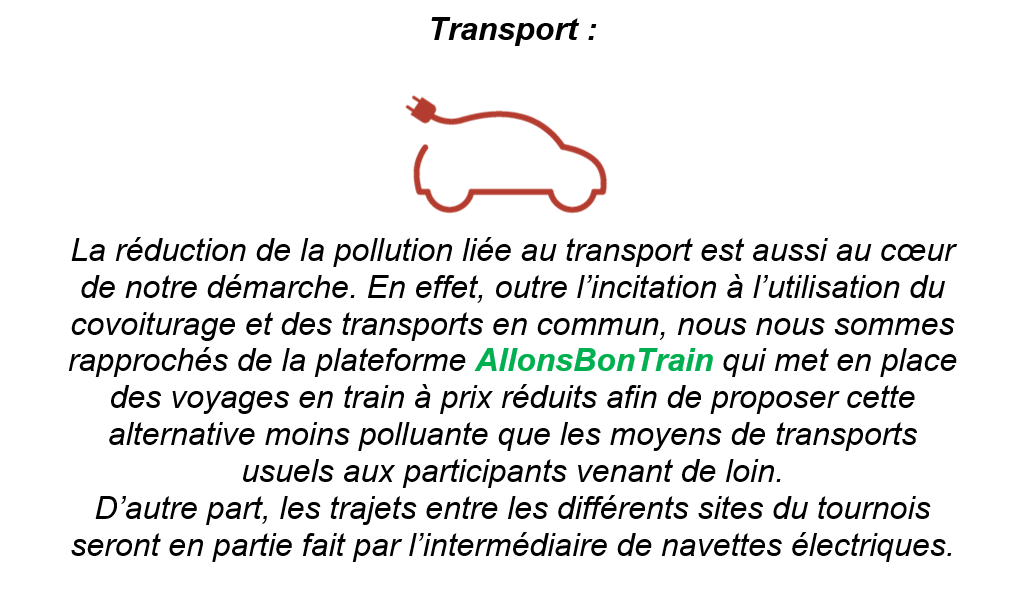 Transport :
La réduction de la pollution liée au transport est aussi au cœur
de notre démarche. En effet, outre l’incitation à l’utilisation du
covoiturage et des transports en commun, nous nous sommes
rapprochés de la plateforme AllonsBonTrain qui met en place
des voyages en train à prix réduits afin de proposer cette
alternative moins polluante que les moyens de transports
usuels aux participants venant de loin.
D’autre part, les trajets entre les différents sites du tournois
seront en partie fait par l’intermédiaire de navettes électriques.